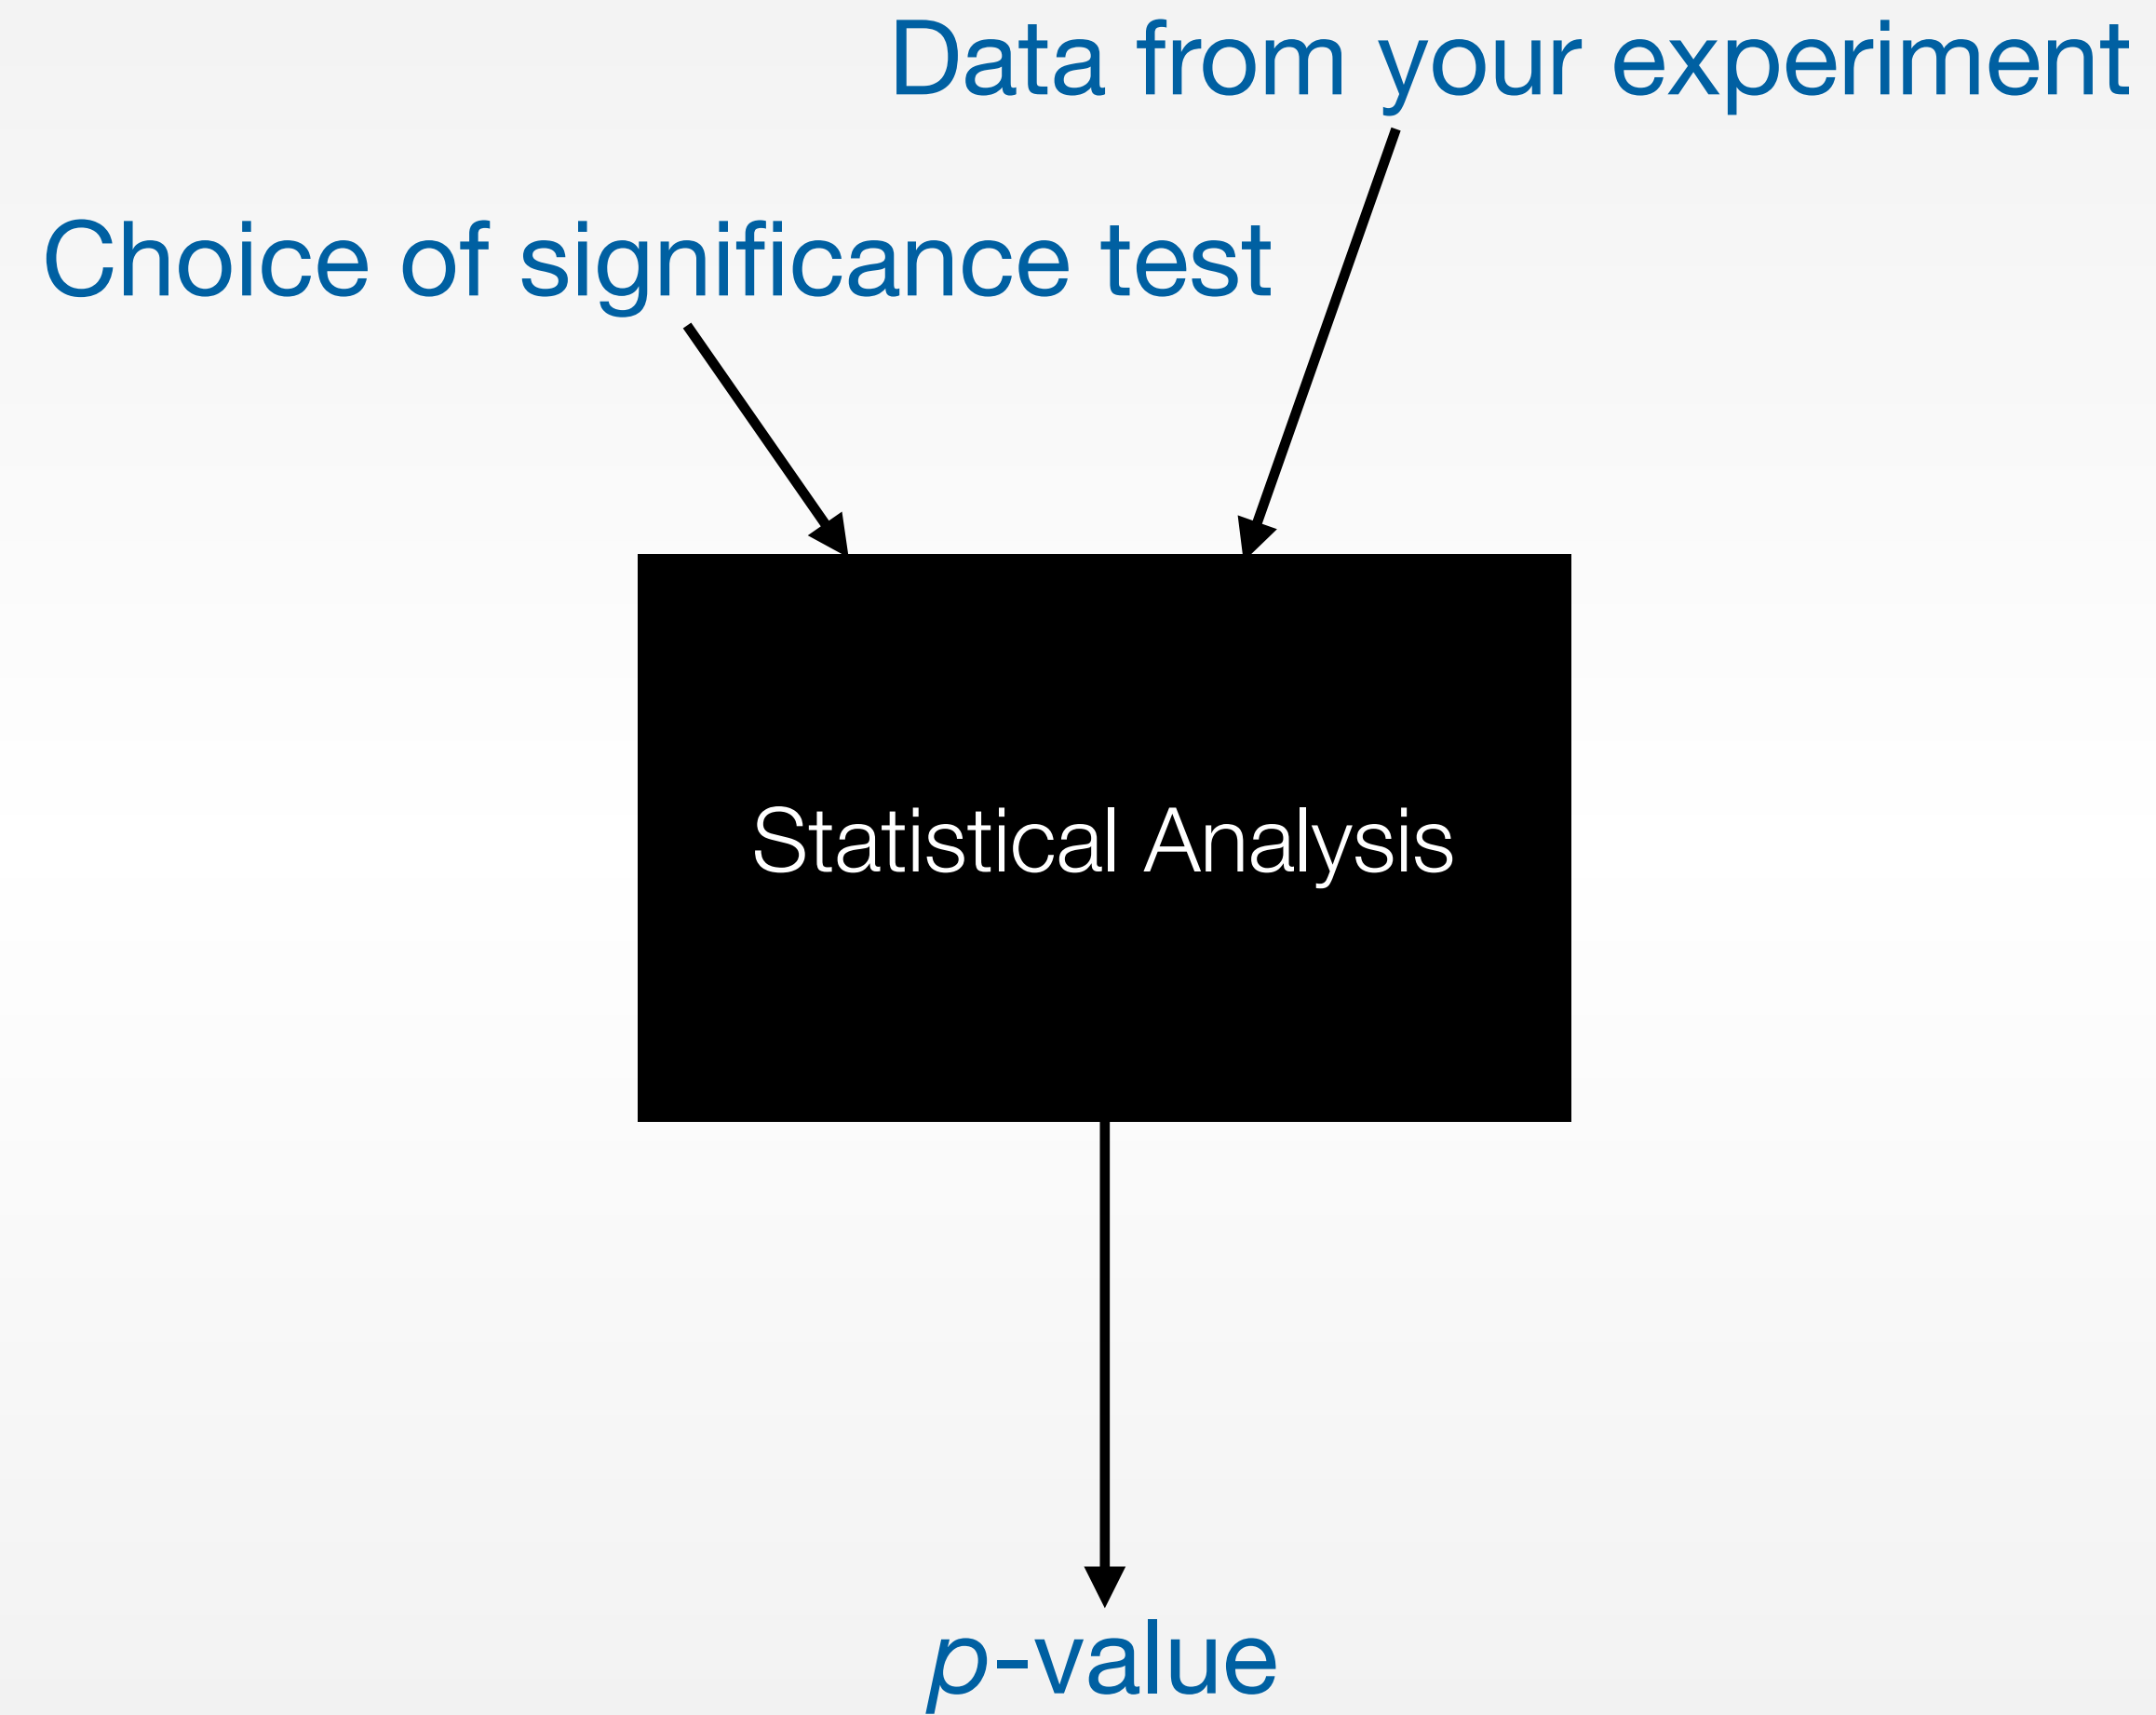 Data from your experiment
Choice of significance test
Statistical Analysis
p-value